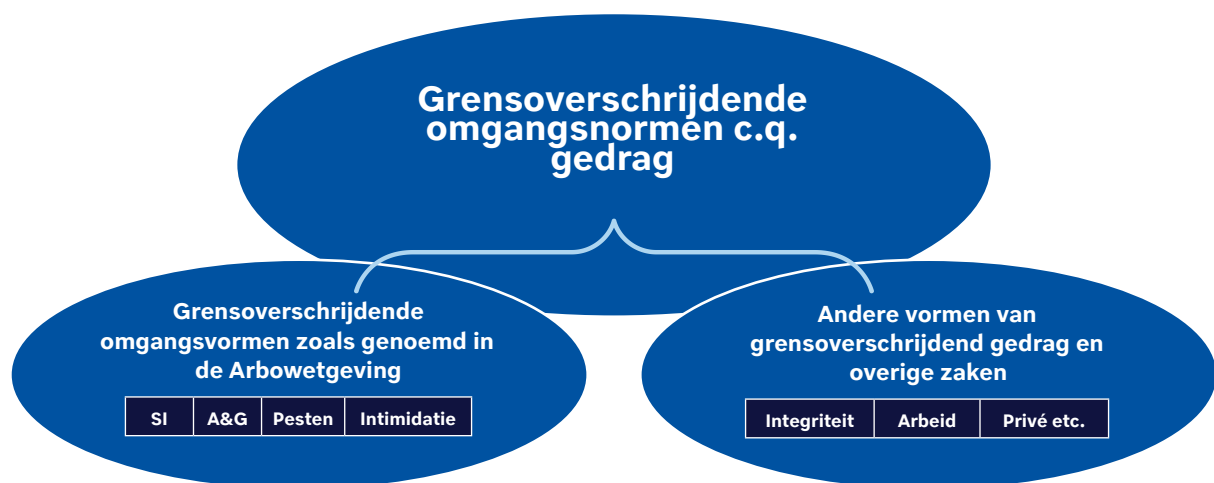 Grensoverschrijdende
omgangsnormen c.q.
gedrag
Grensoverschrijdende
omgangsvormen zoals genoemd in
de Arbowetgeving
SI A&G Pesten Intimidatie
Andere vormen van
grensoverschrijdend gedrag en
overige zaken
Integriteit Arbeid Privé etc.